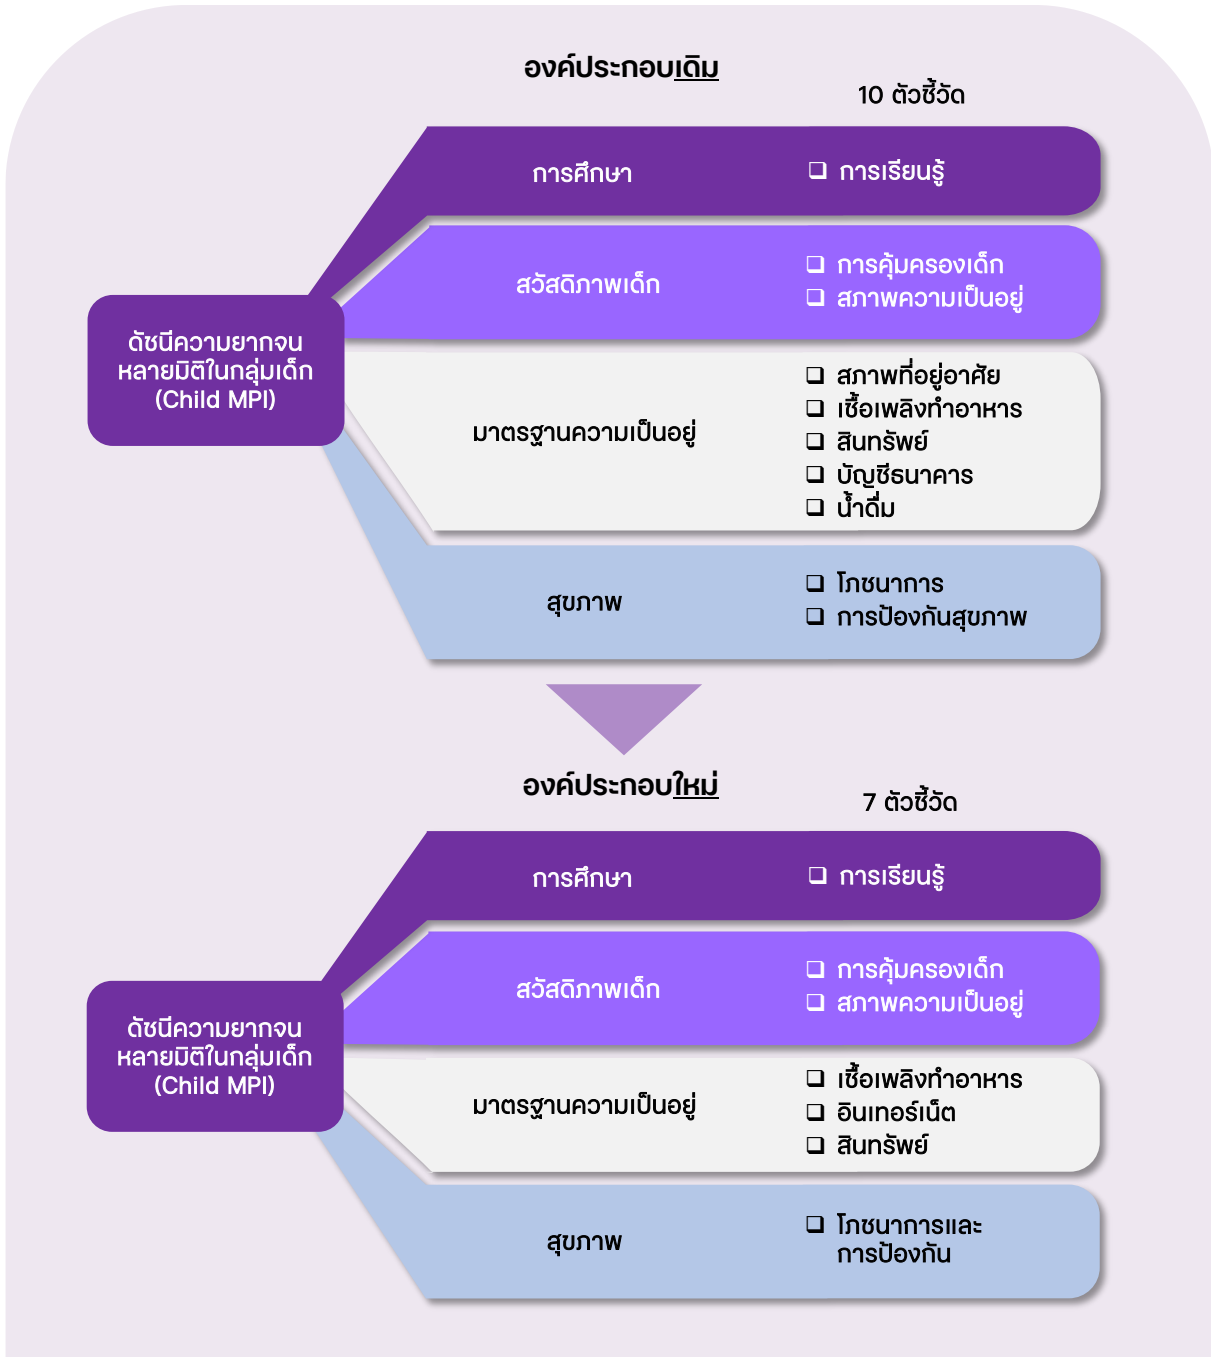 องค์ประกอบเดิม
10 ตัวชี้วัด
การศึกษา
❑ การเรียนรู้
สวัสดิภาพเด็ก
❑ การคุ้มครองเด็ก
❑ สภาพความเป็นอยู่
ดัชนีความยากจน
หลายมิติในกลุ่มเด็ก
(Child MPI)
มาตรฐานความเป็นอยู่
❑ สภาพที่อยู่อาศัย
❑ เชื้อเพลิงทำอาหาร
❑ สินทรัพย์
❑ บัญชีธนาคาร
❑ น้ำดื่ม
สุขภาพ
❑ โภชนาการ
❑ การป้องกันสุขภาพ
องค์ประกอบใหม่
7 ตัวชี้วัด
การศึกษา
❑ การเรียนรู้
สวัสดิภาพเด็ก
❑ การคุ้มครองเด็ก
❑ สภาพความเป็นอยู่
ดัชนีความยากจน
หลายมิติในกลุ่มเด็ก
(Child MPI)
มาตรฐานความเป็นอยู่
❑ เชื้อเพลิงทำอาหาร
❑ อินเทอร์เน็ต
❑ สินทรัพย์
สุขภาพ
❑ โภชนาการและ
การป้องกัน